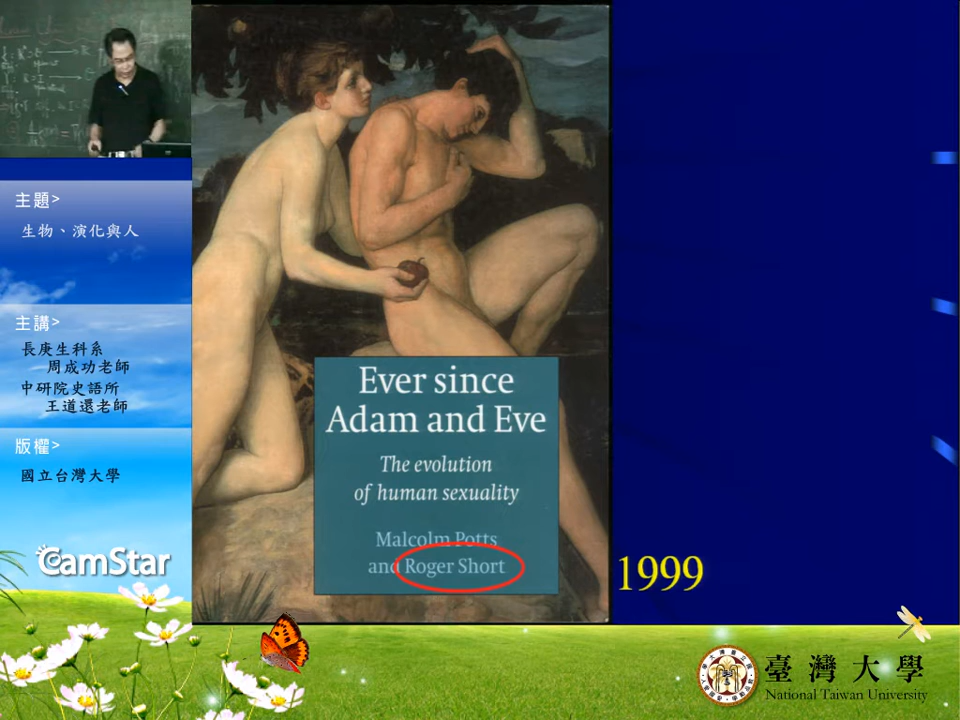 主題>
生物、演化與人
主講>
長庚生科系
周成功老師
中研院史語所
王道還老師
版權>
國立台灣大學
CamStar
Ever since
Adam and Eve
The evolution
of human sexuality
Malcolm Potts
and Roger Short
1999
臺灣大學
National Taiwan University